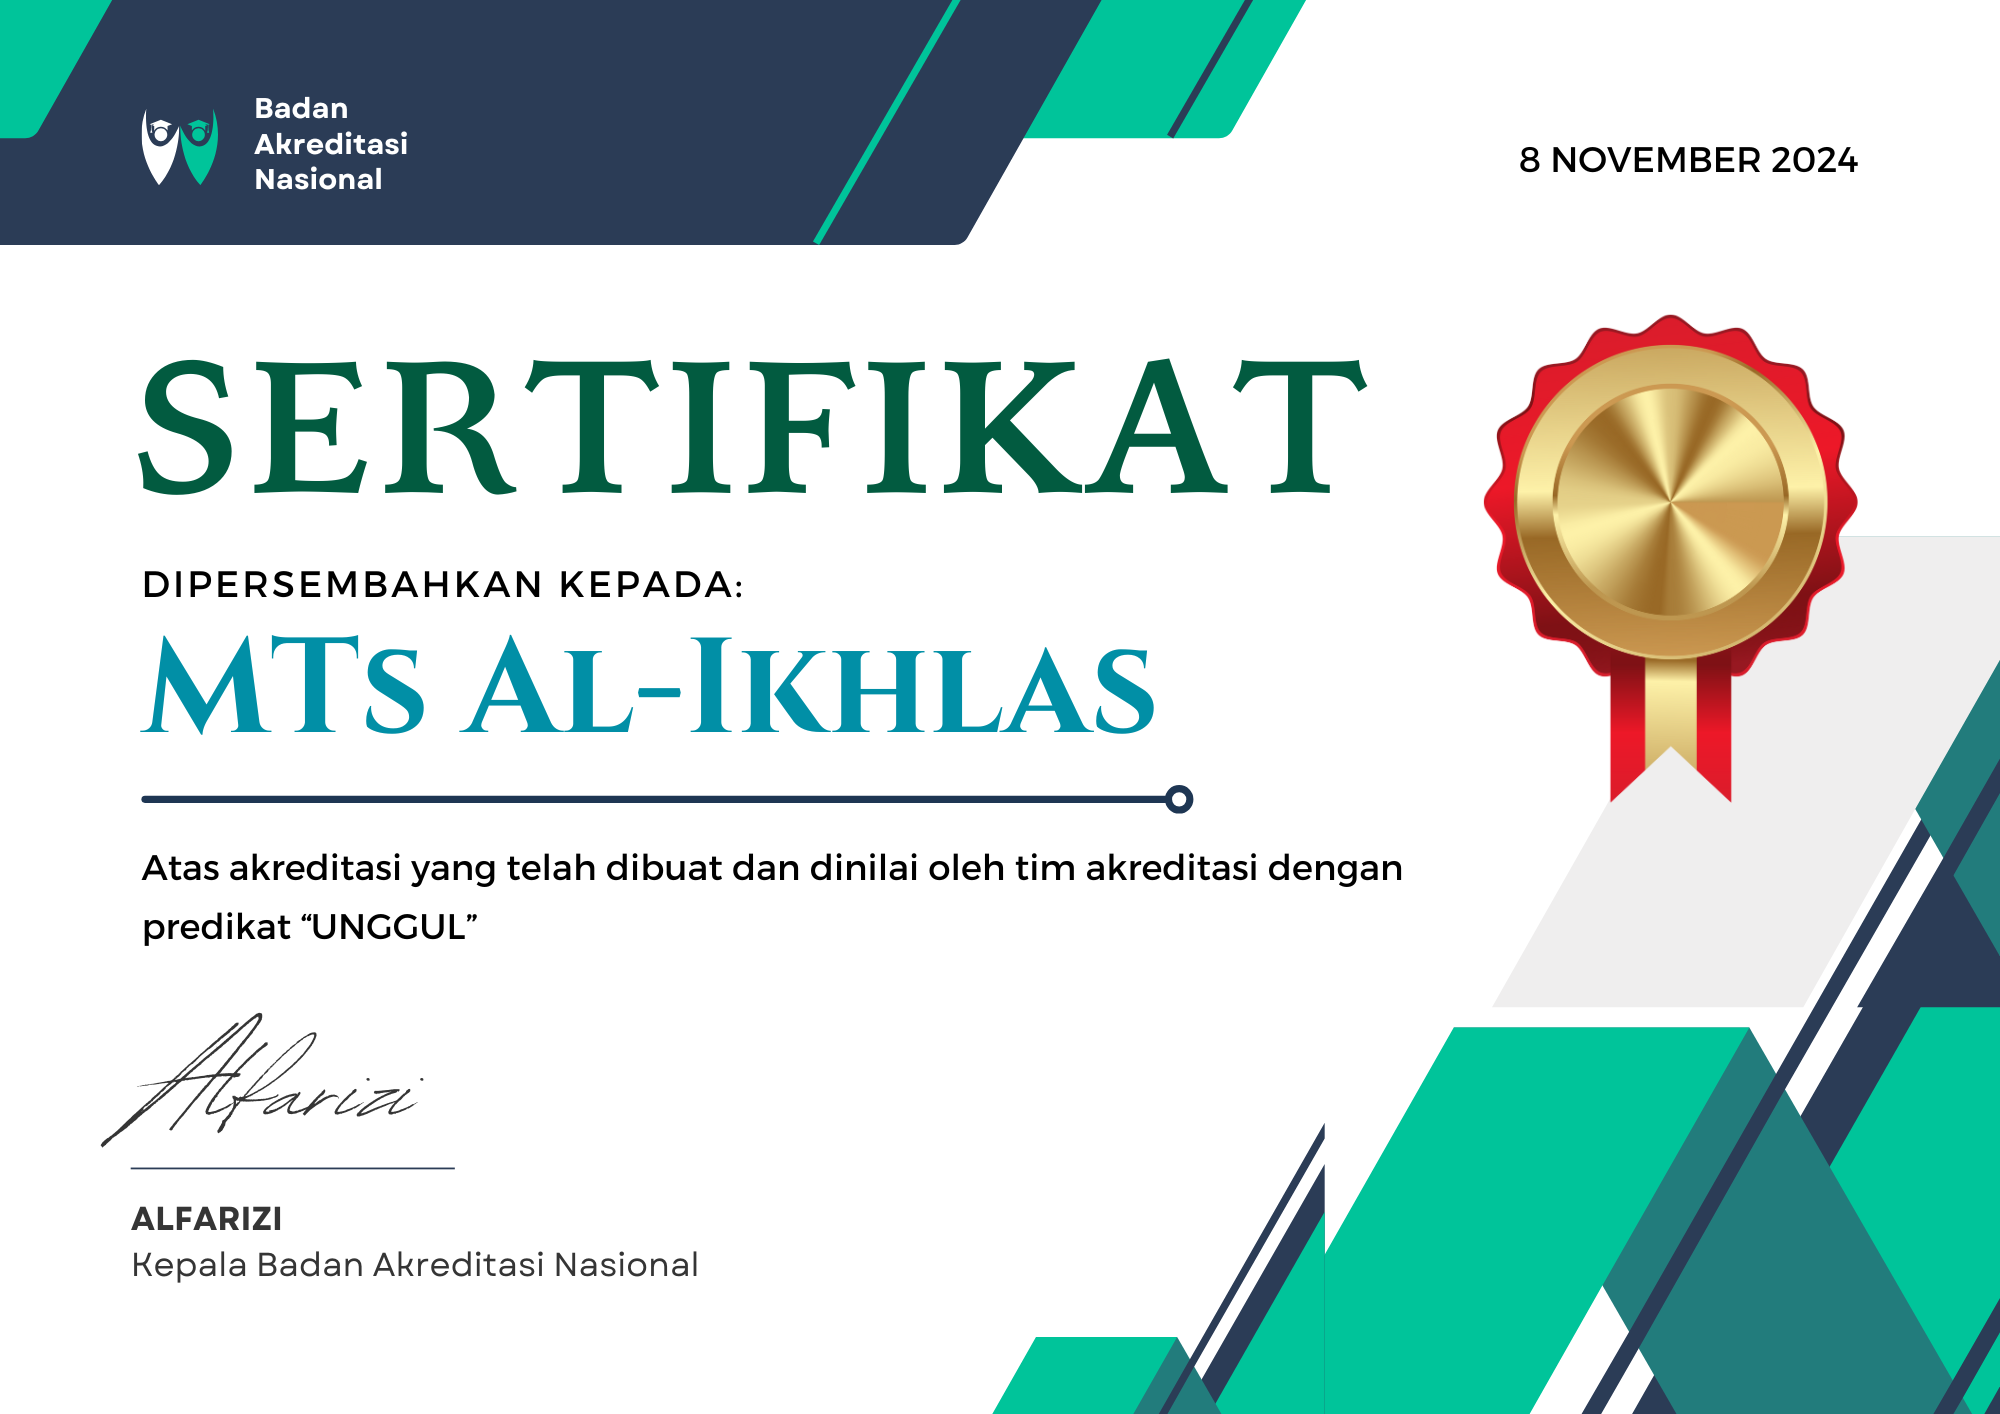 Badan
Akreditasi
Nasional
8 NOVEMBER 2024
SERTIFIKAT
DIPERSEMBAHKAN KEPADA:
MTs Al-Ikhlas
Atas akreditasi yang telah dibuat dan dinilai oleh tim akreditasi dengan
predikat “UNGGUL”
Alfarizi
ALFARIZI
Kepala Badan Akreditasi Nasional